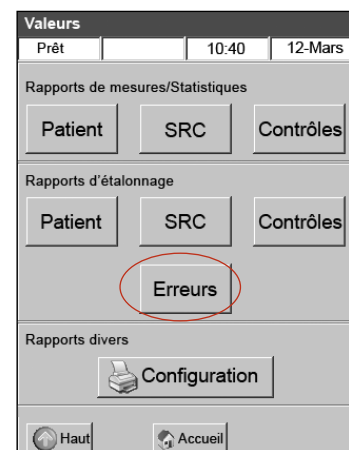 Valeurs
Prêt 10:40 12-Mars
Rapports de mesures/Statistiques
Patient SRC Contrôles
Rapports d'étalonnage
Patient SRC Contrôles
Erreurs
Rapports divers
Configuration
Haut Accueil